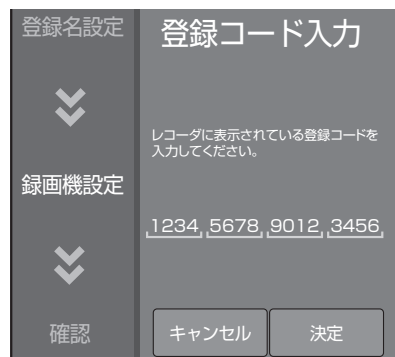 登録名設定
録画機設定
確認
登録コード入力
レコーダに表示されている登録コードを
入力してください。
1234 5678 9012 3456
キャンセル
決定